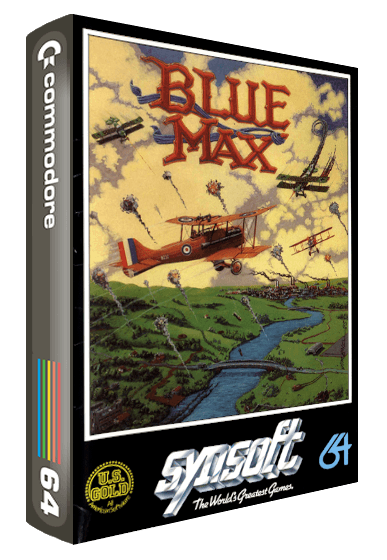 commodore
64
BLUE
MAX
U.S.
GOLD
synsoft
The World's Greatest Games.
64